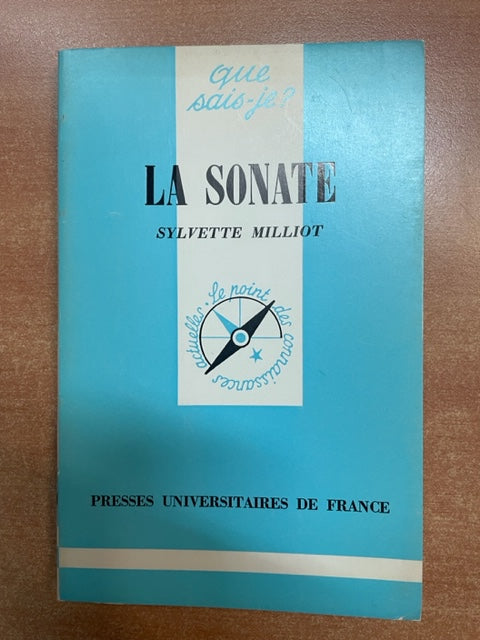 que
sais-je?
LA SONATE
SYLVETTE MILLIOT
le point des connaissances actuelles
PRESSES UNIVERSITAIRES DE FRANCE